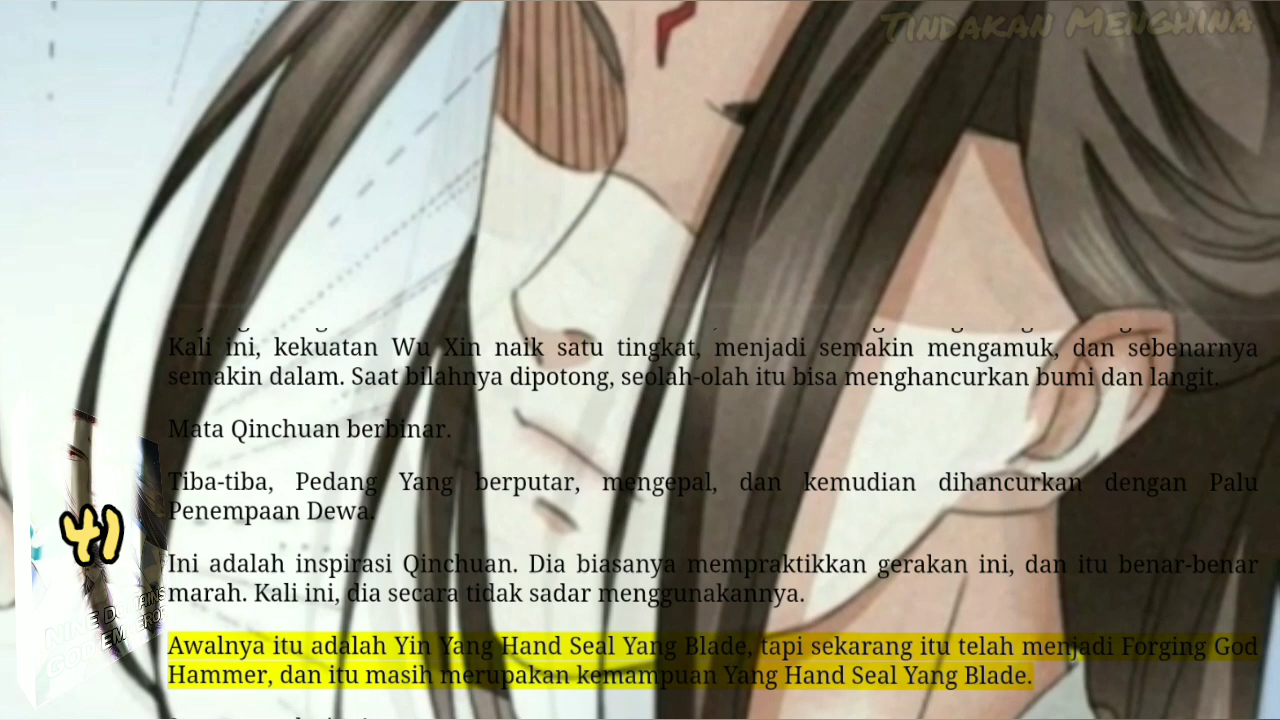 Tindakan Menghina
Kali ini, kekuatan Wu Xin naik satu tingkat, menjadi semakin mengamuk, dan sebenarnya
semakin dalam. Saat bilahnya dipotong, seolah-olah itu bisa menghancurkan bumi dan langit.
Mata Qinchuan berbinar.
Tiba-tiba, Pedang Yang berputar, mengepal, dan kemudian dihancurkan dengan Palu
Penempaan Dewa.
41
Ini adalah inspirasi Qinchuan. Dia biasanya mempraktikkan gerakan ini, dan itu benar-benar
marah. Kali ini, dia secara tidak sadar menggunakannya.
NINE
GOD
Awalnya itu adalah Yin Yang Hand Seal Yang Blade, tapi sekarang itu telah menjadi Forging God
Hammer, dan itu masih merupakan kemampuan Yang Hand Seal Yang Blade.